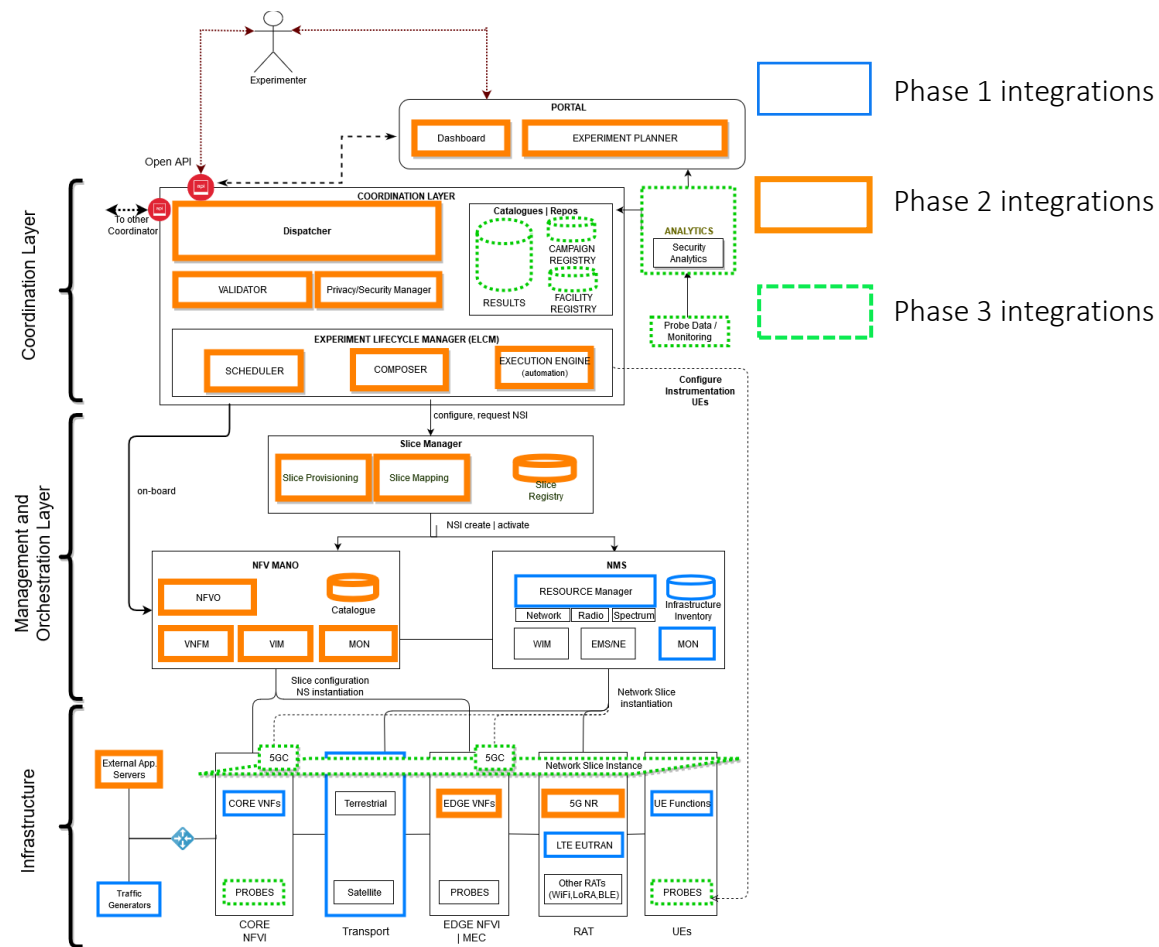 Experimenter
PORTAL
Dashboard
EXPERIMENT PLANNER
Phase 1 integrations
Phase 2 integrations
Phase 3 integrations
Open API
api
api
To other
Coordinator
Coordination Layer
COORDINATION LAYER
Dispatcher
Catalogues | Repos
CAMPAIGN
REGISTRY
RESULTS
FACILITY
REGISTRY
VALIDATOR
Privacy/Security Manager
ANALYTICS
Security
Analytics
Probe Data /
Monitoring
EXPERIMENT LIFECYCLE MANAGER (ELCM)
SCHEDULER
COMPOSER
EXECUTION ENGINE
(automation)
Configure
Instrumentation
UEs
configure, request NSI
Management and
Orchestration Layer
Slice Manager
Slice Provisioning
Slice Mapping
Slice
Registry
on-board
NSI create | activate
NFV MANO
NFVO
Catalogue
VNFM
VIM
MON
NMS
RESOURCE Manager
Network
Radio
Spectrum
Infrastructure
Inventory
WIM
EMS/NE
MON
Slice configuration
NS instantiation
Network Slice
instantiation
Infrastructure
External App.
Servers
Traffic
Generators
5GC
5GC
Network Slice Instance
CORE VNFs
Terrestrial
EDGE VNFs
5G NR
UE Functions
LTE EUTRAN
PROBES
Satellite
PROBES
Other RATs
(WiFi,LoRA,BLE)
PROBES
CORE
NFVI
Transport
EDGE NFVI
| MEC
RAT
UEs